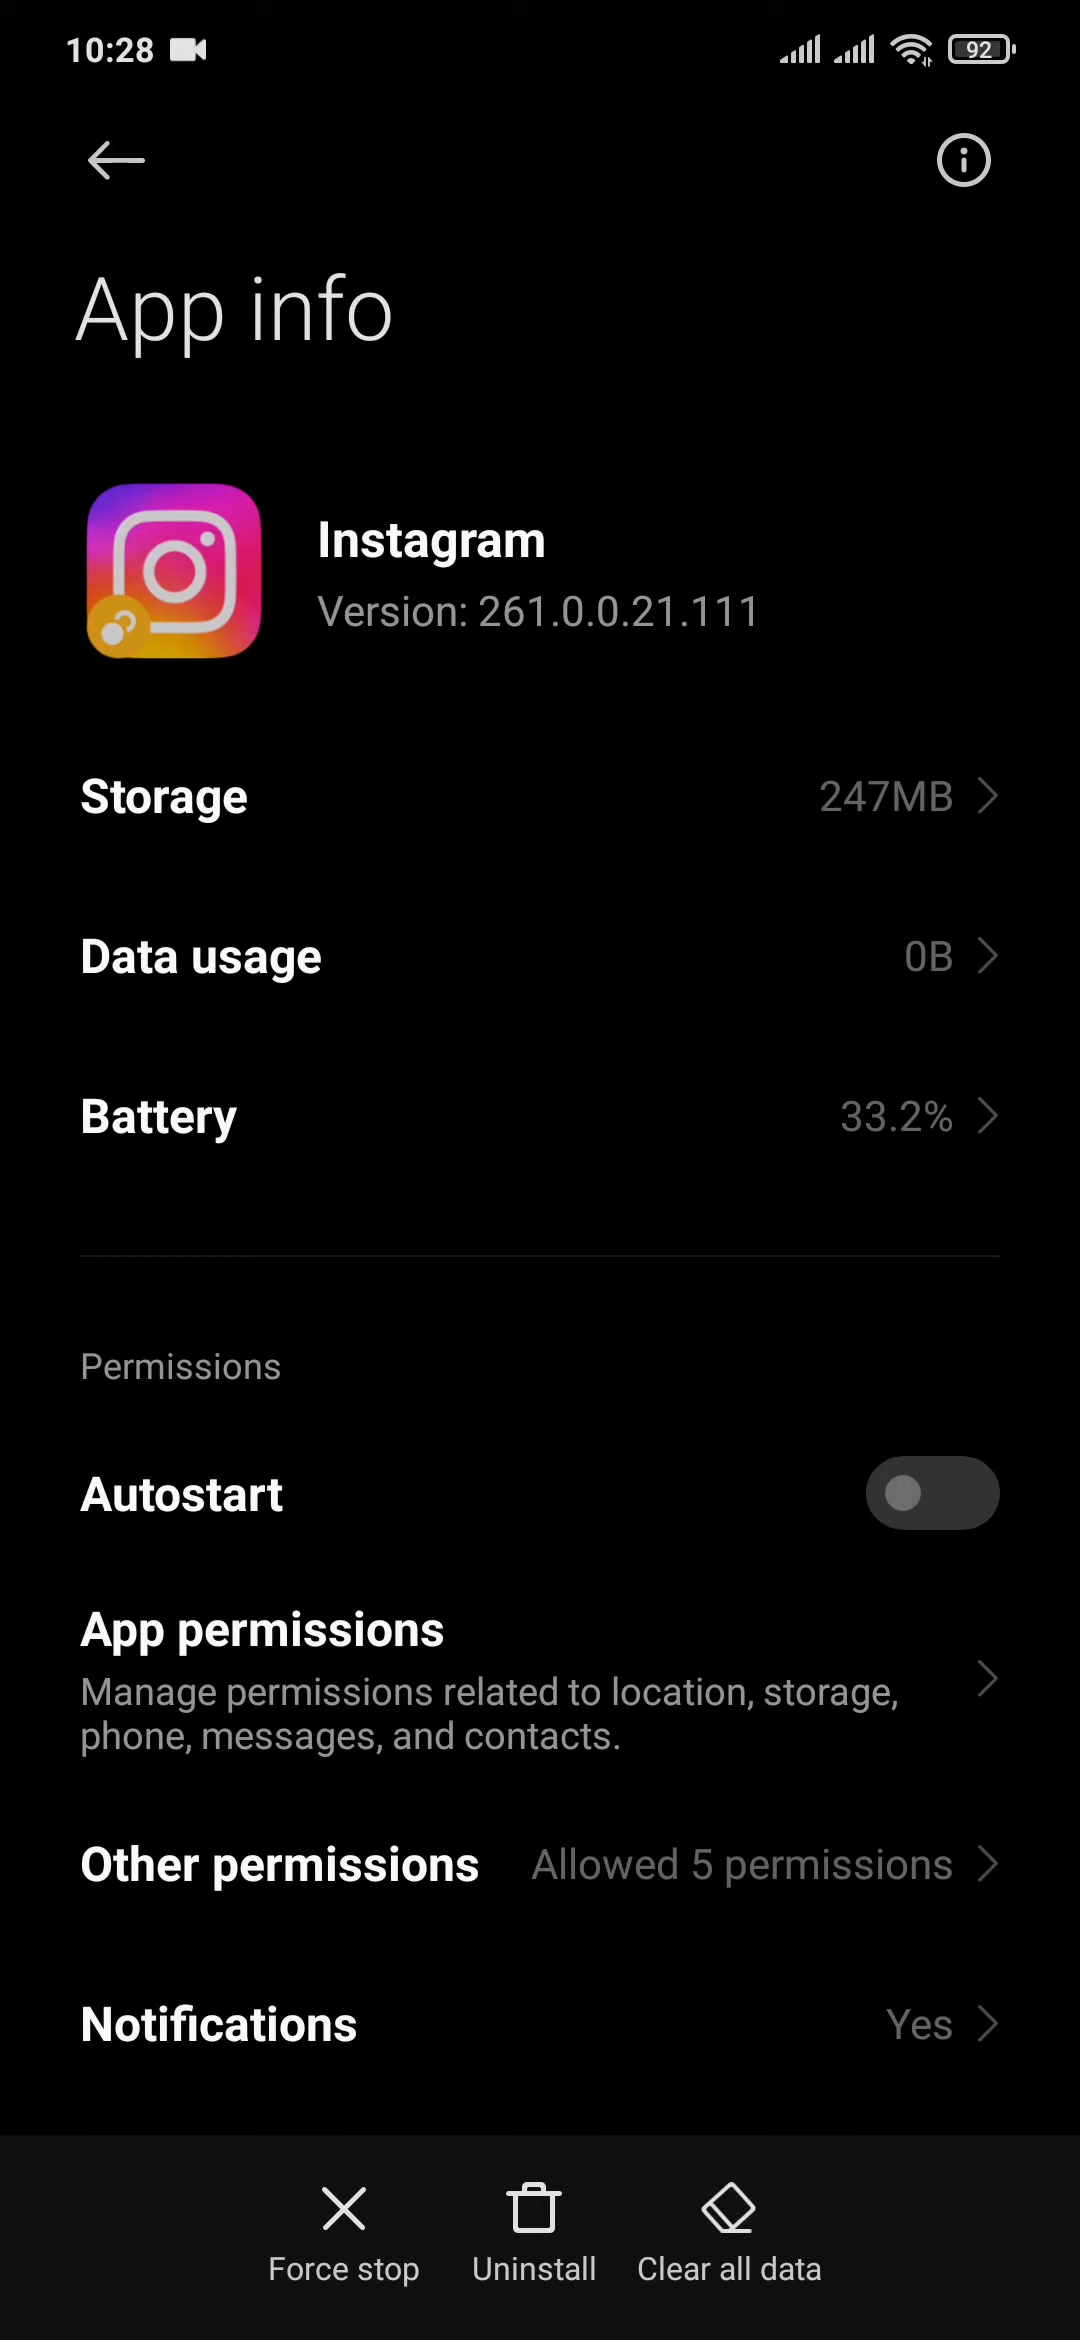 10:28
92
App info
Instagram
Version: 261.0.0.21.111
Storage 247MB
Data usage 0B
Battery 33.2%
Permissions
Autostart
App permissions
Manage permissions related to location, storage,
phone, messages, and contacts.
Other permissions Allowed 5 permissions
Notifications Yes
Force stop Uninstall Clear all data